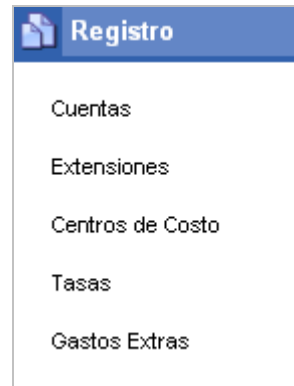 Registro
Cuentas
Extensiones
Centros de Costo
Tasas
Gastos Extras